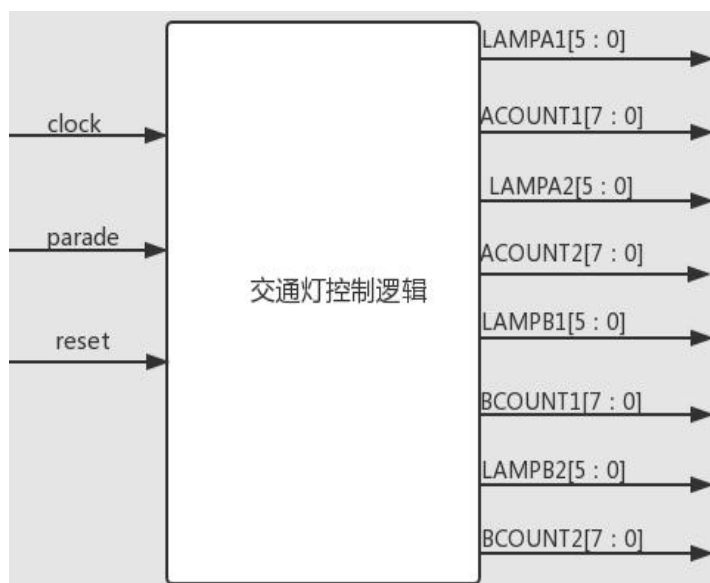 clock
parade
reset
交通灯控制逻辑
LAMPA1[5：0]
ACOUNT1[7：0]
LAMPA2[5：0]
ACOUNT2[7：0]
LAMPB1[5：0]
BCOUNT1[7：0]
LAMPB2[5：0]
BCOUNT2[7：0]